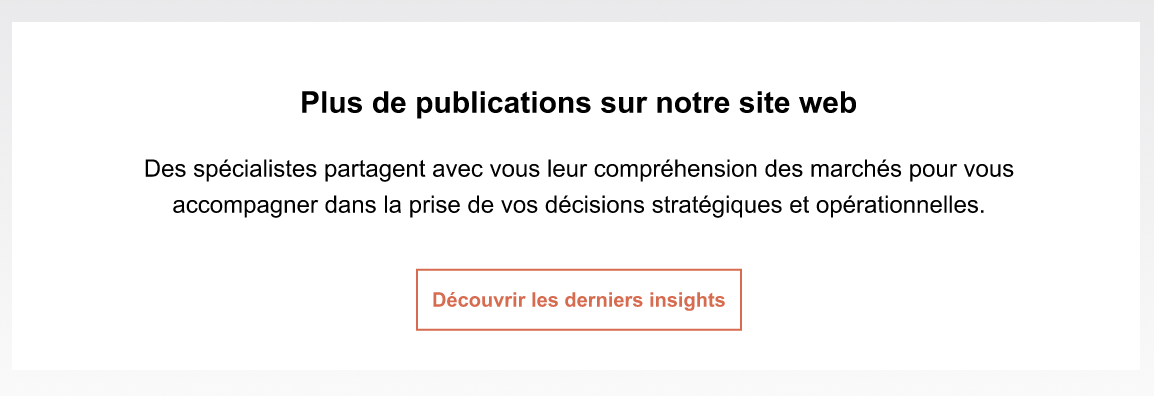 Plus de publications sur notre site web
Des spécialistes partagent avec vous leur compréhension des marchés pour vous
accompagner dans la prise de vos décisions stratégiques et opérationnelles.
Découvrir les derniers insights